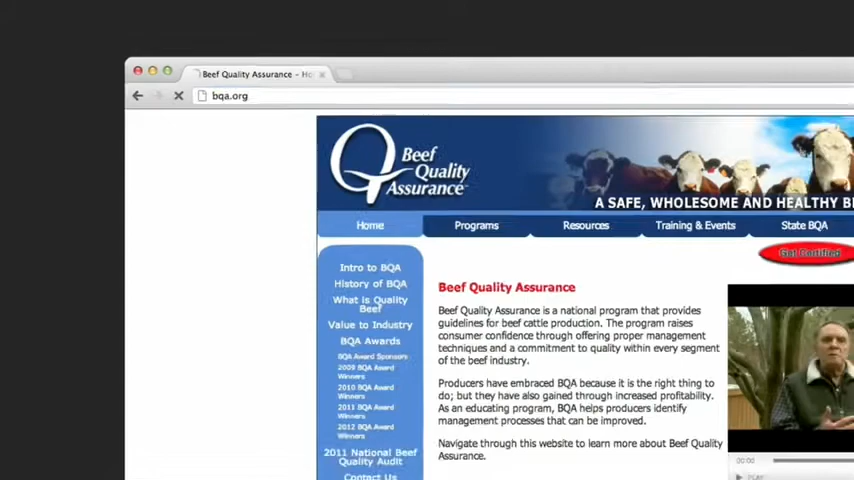 Beef Quality Assurance - Ho
bqa.org
Beef
Quality
Assurance
A SAFE, WHOLESOME AND HEALTHY B
Home
Programs
Resources
Training & Events
State BQA
Get Certified
Intro to BQA
History of BQA
What is Quality
Beef
Value to Industry
BQA Awards
BQA Award Sponsors
2009 BQA Award
Winners
2010 BQA Award
Winners
2011 BQA Award
Winners
2012 BQA Award
Winners
2011 National Beef
Quality Audit
Contact Us
Beef Quality Assurance
Beef Quality Assurance is a national program that provides
guidelines for beef cattle production. The program raises
consumer confidence through offering proper management
techniques and a commitment to quality within every segment
of the beef industry.
Producers have embraced BQA because it is the right thing to
do; but they have also gained through increased profitability.
As an educating program, BQA helps producers identify
management processes that can be improved.
Navigate through this website to learn more about Beef Quality
Assurance.
00:00
PLAY